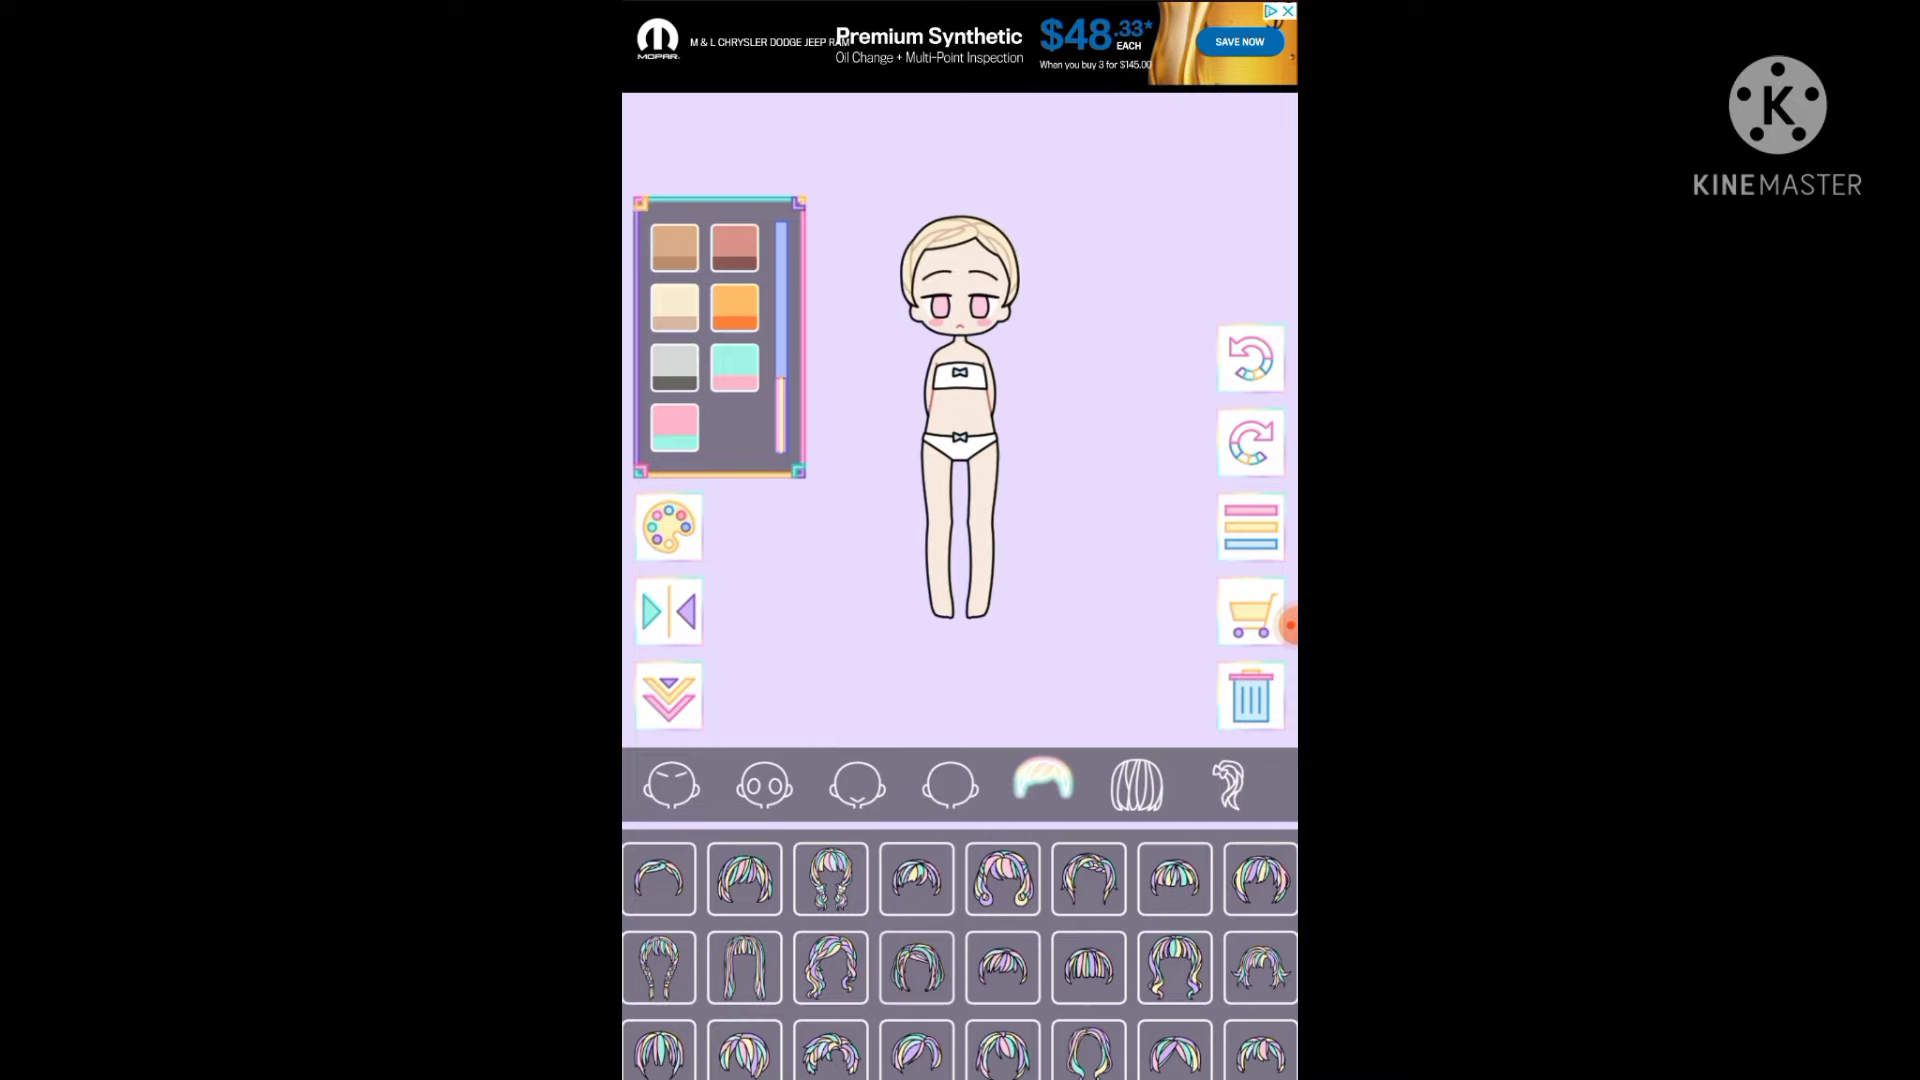 MOPAR.
M & L CHRYSLER DODGE JEEP RAM
Premium Synthetic
Oil Change + Multi-Point Inspection
$48.33*
EACH
When you buy 3 for $145.00
SAVE NOW
K
KINEMASTER